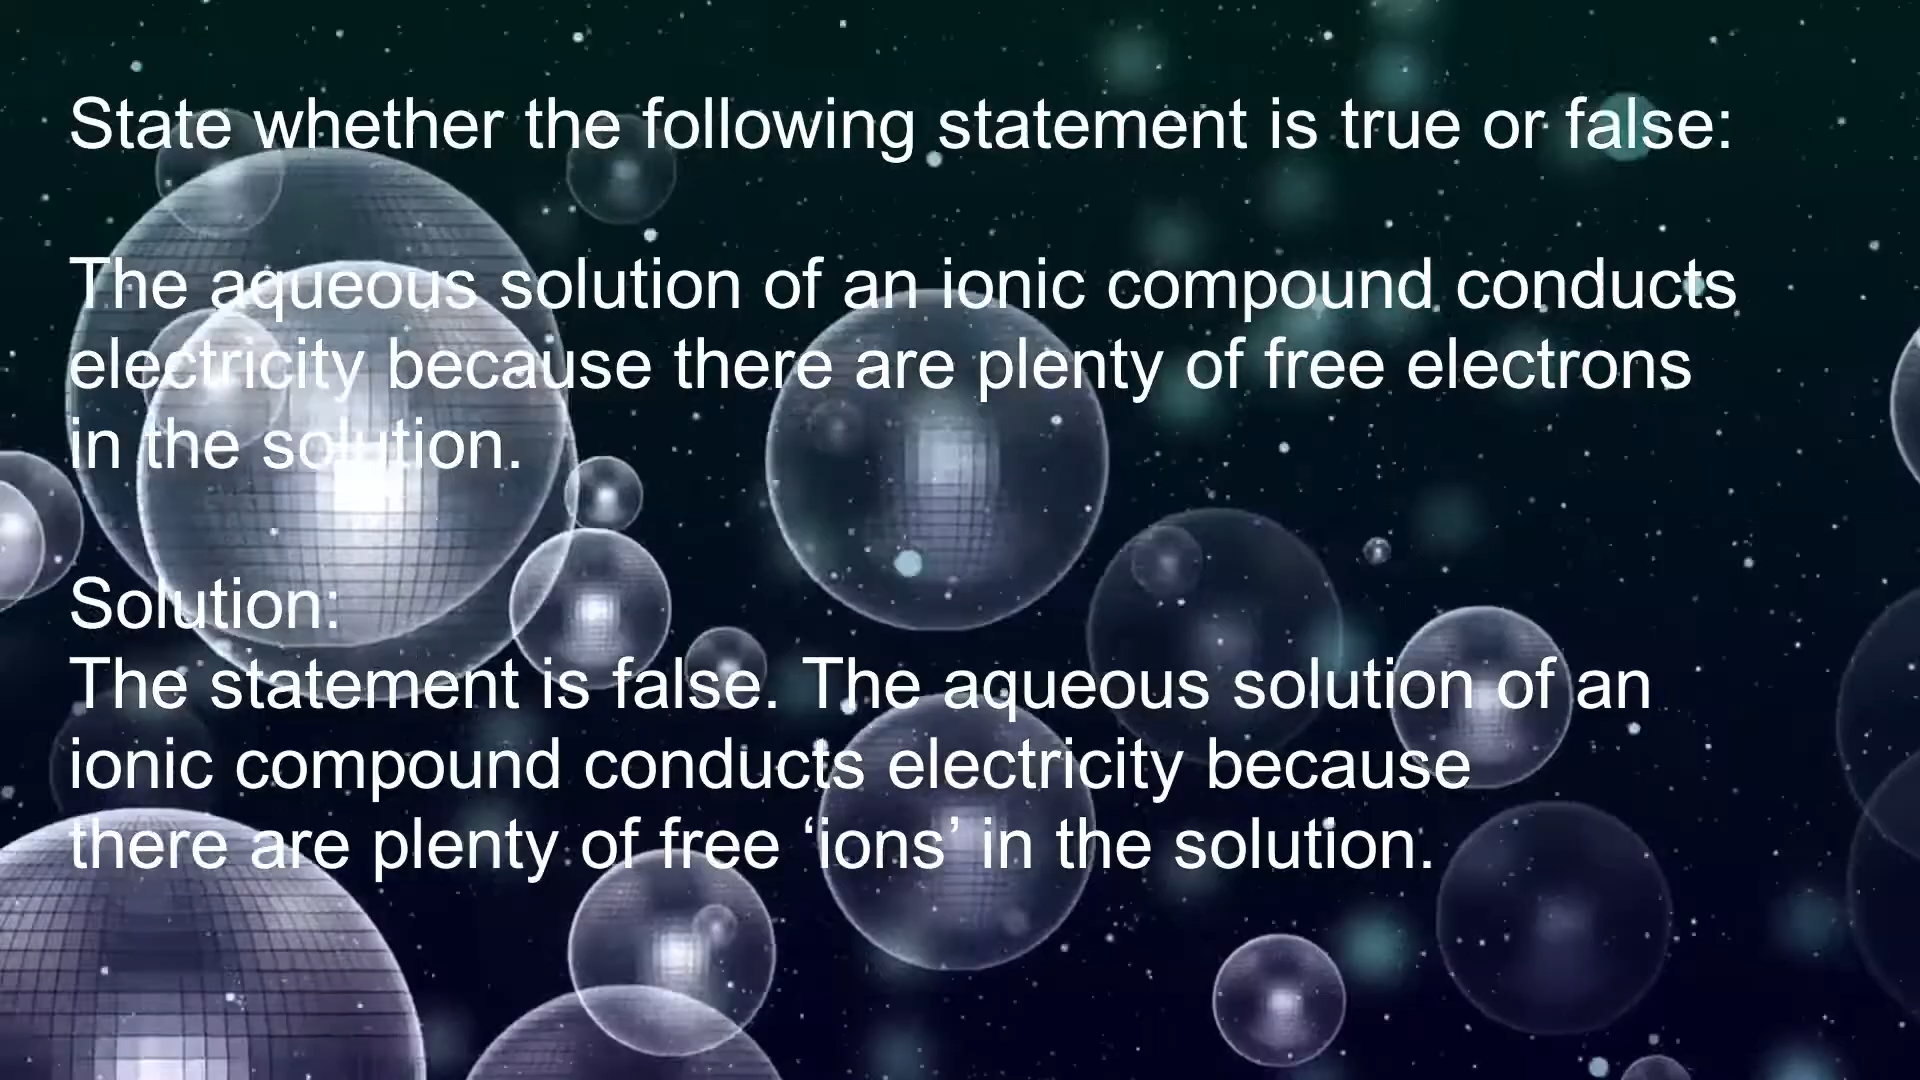 State whether the following statement is true or false:
The aqueous solution of an ionic compound conducts
electricity because there are plenty of free electrons
in the solution.
Solution:
The statement is false. The aqueous solution of an
ionic compound conducts electricity because
there are plenty of free ‘ions’ in the solution.